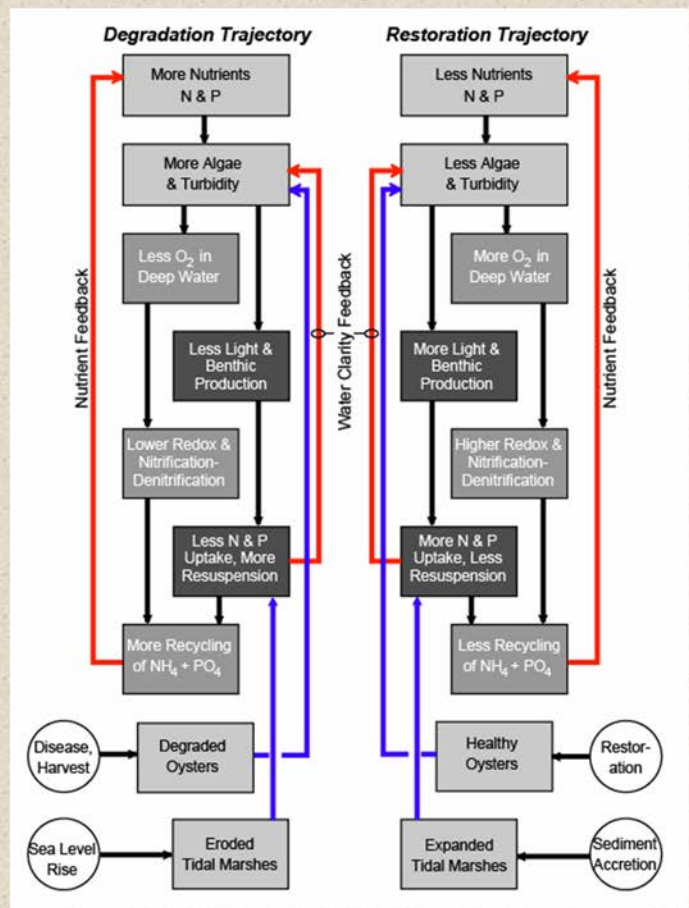 Degradation Trajectory
More Nutrients
N & P
More Algae
& Turbidity
Less O₂ in
Deep Water
Less Light &
Benthic
Production
Lower Redox &
Nitrification-
Denitrification
Less N & P
Uptake, More
Resuspension
More Recycling
of NH₄ + PO₄
Nutrient Feedback
Disease,
Harvest
Degraded
Oysters
Sea Level
Rise
Eroded
Tidal Marshes
Water Clarity Feedback
Restoration Trajectory
Less Nutrients
N & P
Less Algae
& Turbidity
More O₂ in
Deep Water
More Light &
Benthic
Production
Higher Redox &
Nitrification-
Denitrification
More N & P
Uptake, Less
Resuspension
Less Recycling
of NH₄ + PO₄
Nutrient Feedback
Healthy
Oysters
Restor-
ation
Expanded
Tidal Marshes
Sediment
Accretion